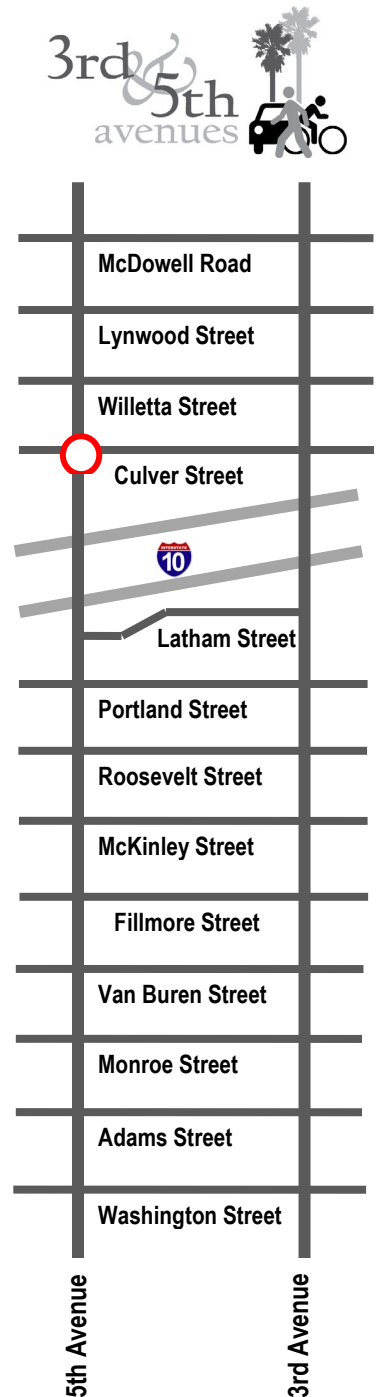 3rd & 5th
avenues
McDowell Road
Lynwood Street
Willetta Street
Culver Street
INTERSTATE
10
Latham Street
Portland Street
Roosevelt Street
McKinley Street
Fillmore Street
Van Buren Street
Monroe Street
Adams Street
Washington Street
5th Avenue
3rd Avenue